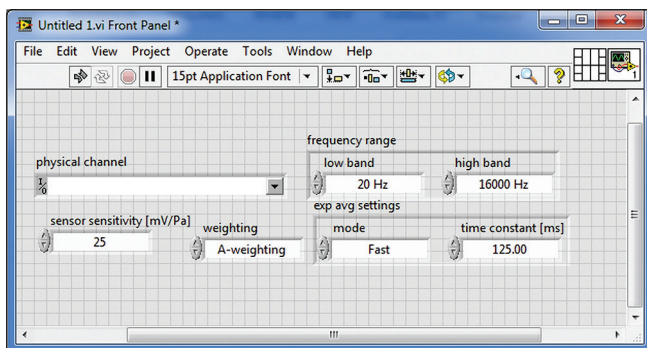 Untitled 1.vi Front Panel *
File Edit View Project Operate Tools Window Help
15pt Application Font
1
frequency range
physical channel
low band
high band
20 Hz
16000 Hz
exp avg settings
sensor sensitivity [mV/Pa]
weighting
mode
time constant [ms]
25
A-weighting
Fast
125.00